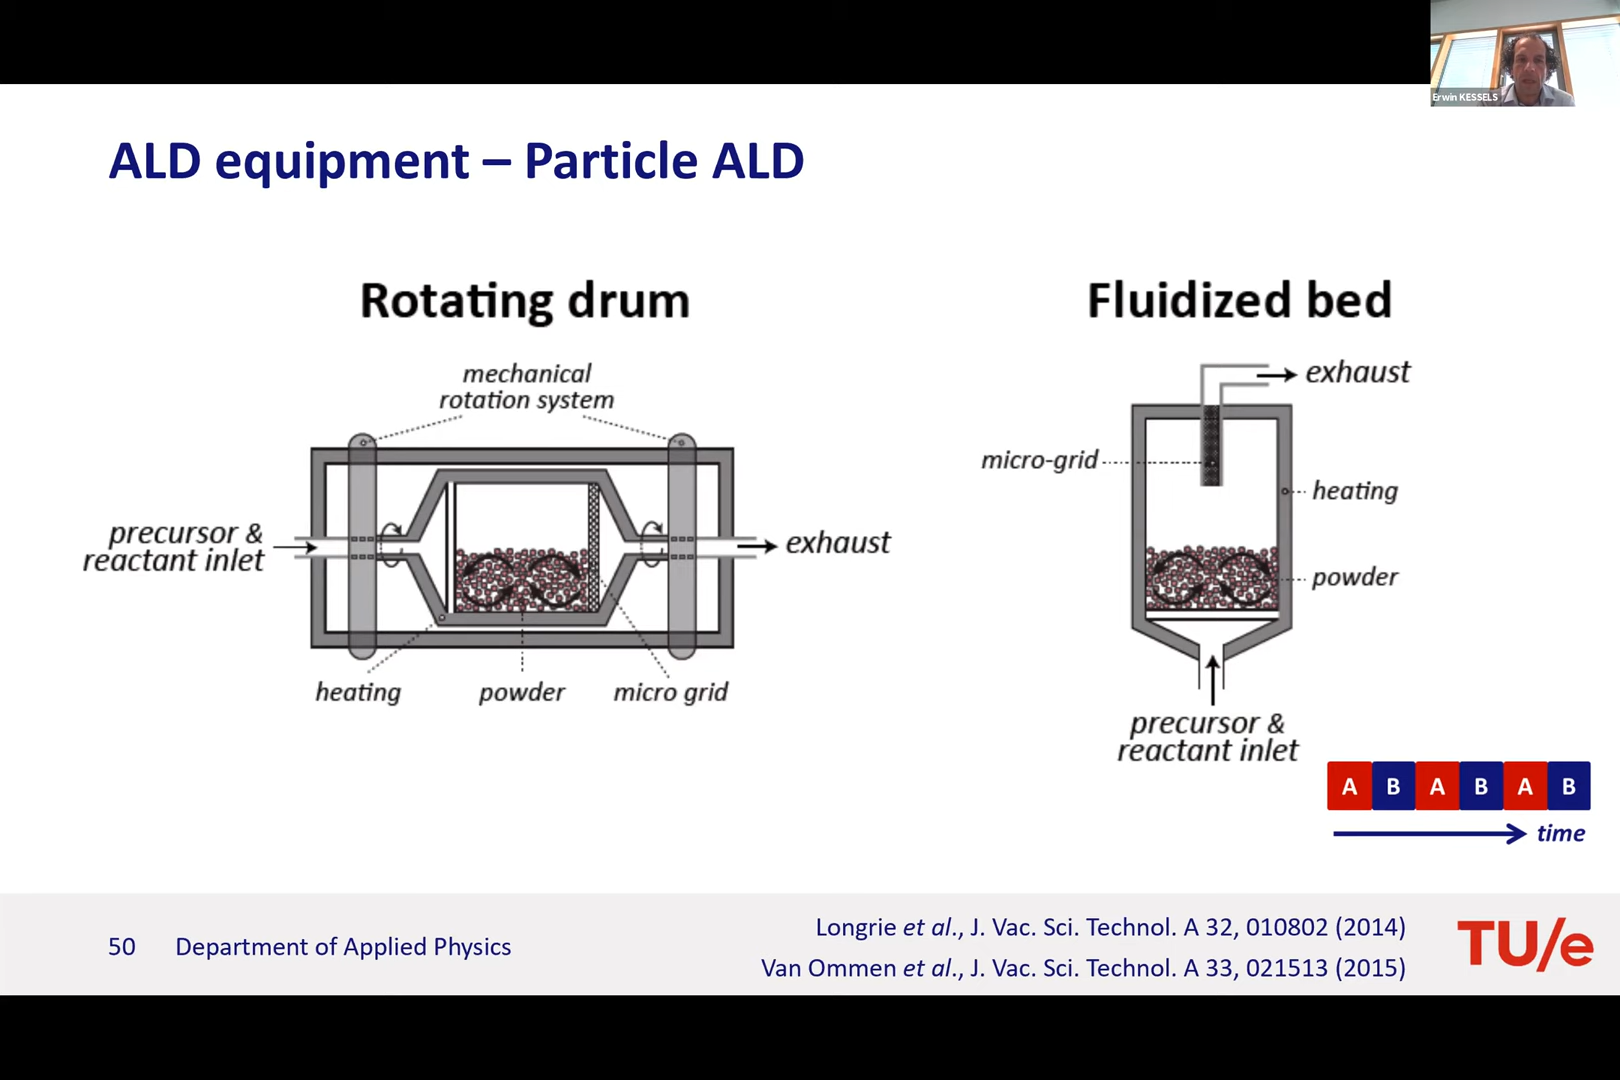 Erwin KESSELS
ALD equipment – Particle ALD
Rotating drum
mechanical
rotation system
precursor &
reactant inlet
exhaust
heating
powder
micro grid
Fluidized bed
exhaust
micro-grid
heating
powder
precursor &
reactant inlet
A B A B A B
time
50 Department of Applied Physics
Longrie et al., J. Vac. Sci. Technol. A 32, 010802 (2014)
Van Ommen et al., J. Vac. Sci. Technol. A 33, 021513 (2015)
TU/e